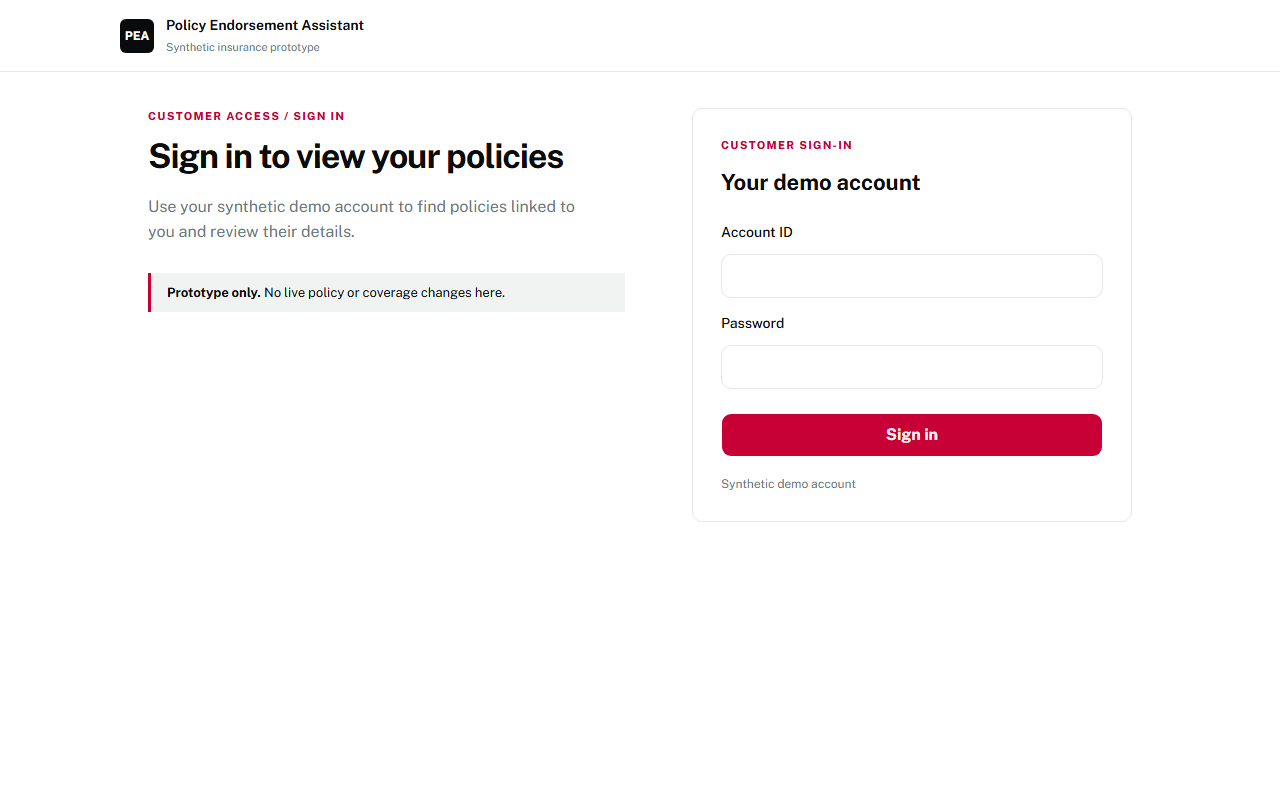 PEA
Policy Endorsement Assistant
Synthetic insurance prototype
CUSTOMER ACCESS / SIGN IN
Sign in to view your policies
Use your synthetic demo account to find policies linked to
you and review their details.
Prototype only. No live policy or coverage changes here.
CUSTOMER SIGN-IN
Your demo account
Account ID
Password
Sign in
Synthetic demo account